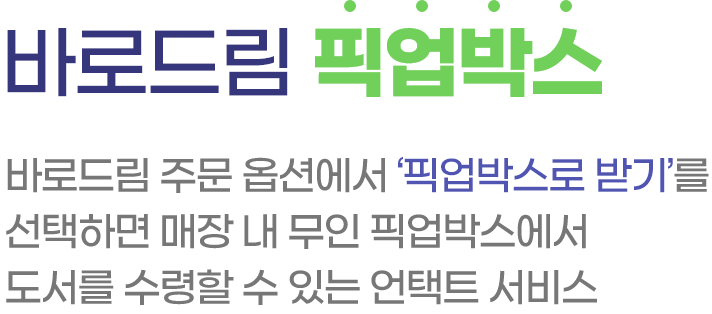 바로드림 픽업박스
바로드림 주문 옵션에서 ‘픽업박스로 받기’를
선택하면 매장 내 무인 픽업박스에서
도서를 수령할 수 있는 언택트 서비스